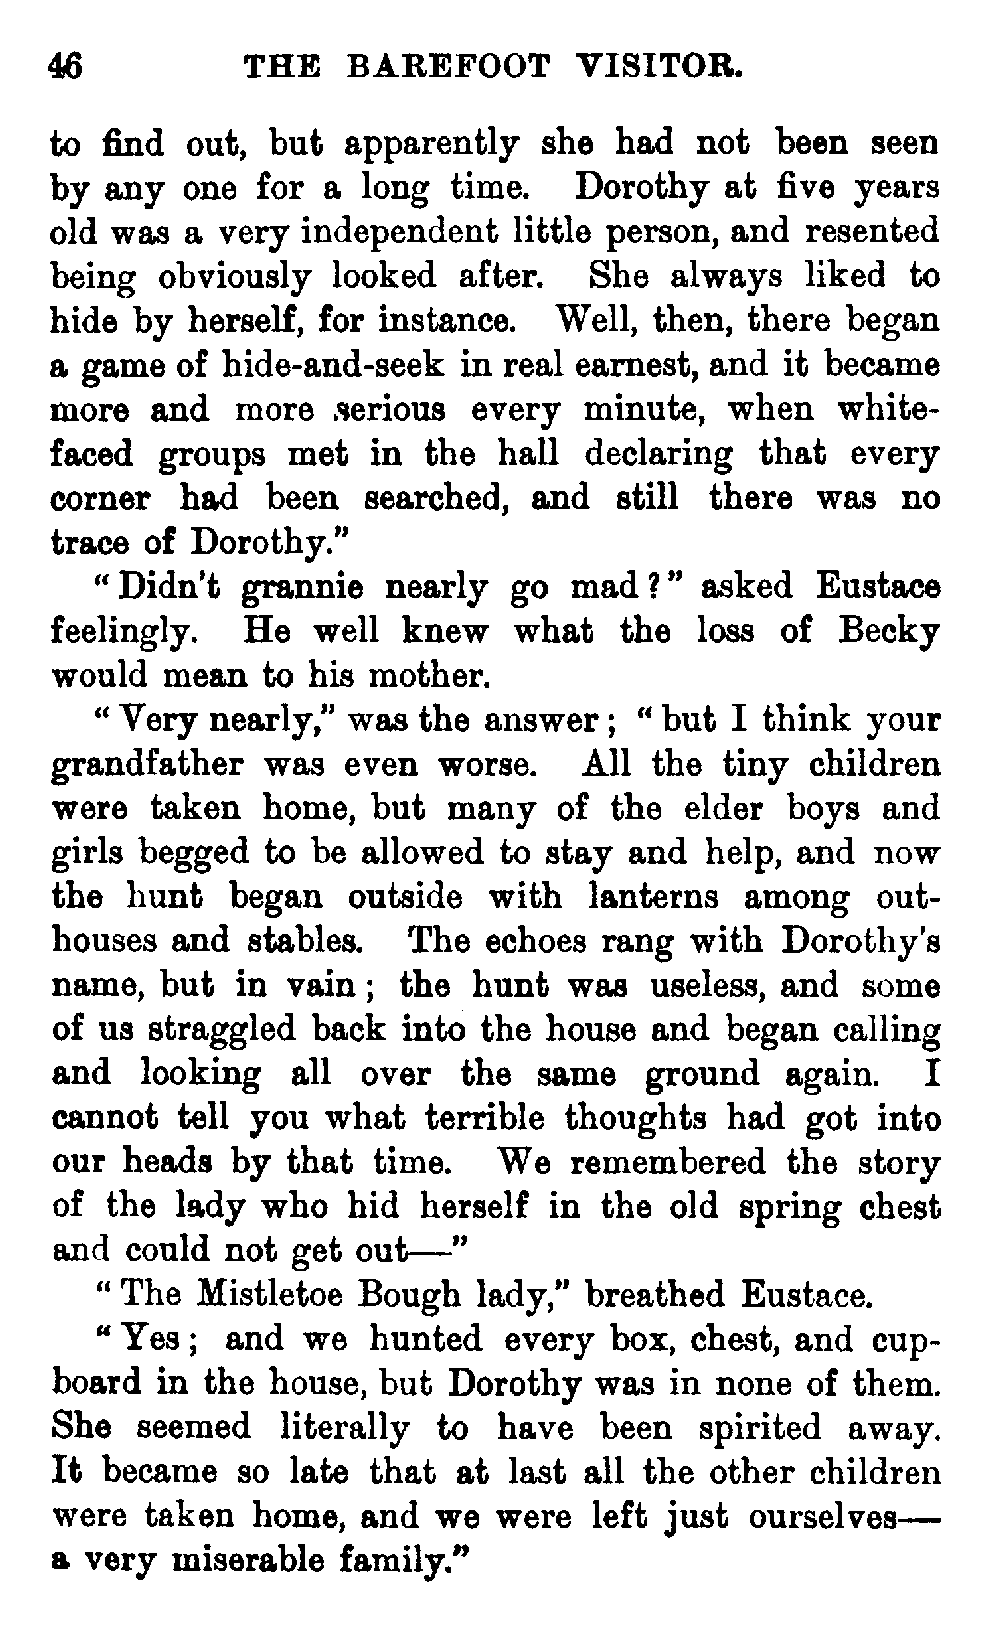 46 THE BAREFOOT VISITOR.
to find out, but apparently she had not been seen
by any one for a long time. Dorothy at five years
old was a very independent little person, and resented
being obviously looked after. She always liked to
hide by herself, for instance. Well, then, there began
a game of hide-and-seek in real earnest, and it became
more and more serious every minute, when white-
faced groups met in the hall declaring that every
corner had been searched, and still there was no
trace of Dorothy."
"Didn't grannie nearly go mad?" asked Eustace
feelingly. He well knew what the loss of Becky
would mean to his mother.
"Very nearly," was the answer; "but I think your
grandfather was even worse. All the tiny children
were taken home, but many of the elder boys and
girls begged to be allowed to stay and help, and now
the hunt began outside with lanterns among out-
houses and stables. The echoes rang with Dorothy's
name, but in vain; the hunt was useless, and some
of us straggled back into the house and began calling
and looking all over the same ground again. I
cannot tell you what terrible thoughts had got into
our heads by that time. We remembered the story
of the lady who hid herself in the old spring chest
and could not get out—"
"The Mistletoe Bough lady," breathed Eustace.
"Yes; and we hunted every box, chest, and cup-
board in the house, but Dorothy was in none of them.
She seemed literally to have been spirited away.
It became so late that at last all the other children
were taken home, and we were left just ourselves—
a very miserable family."